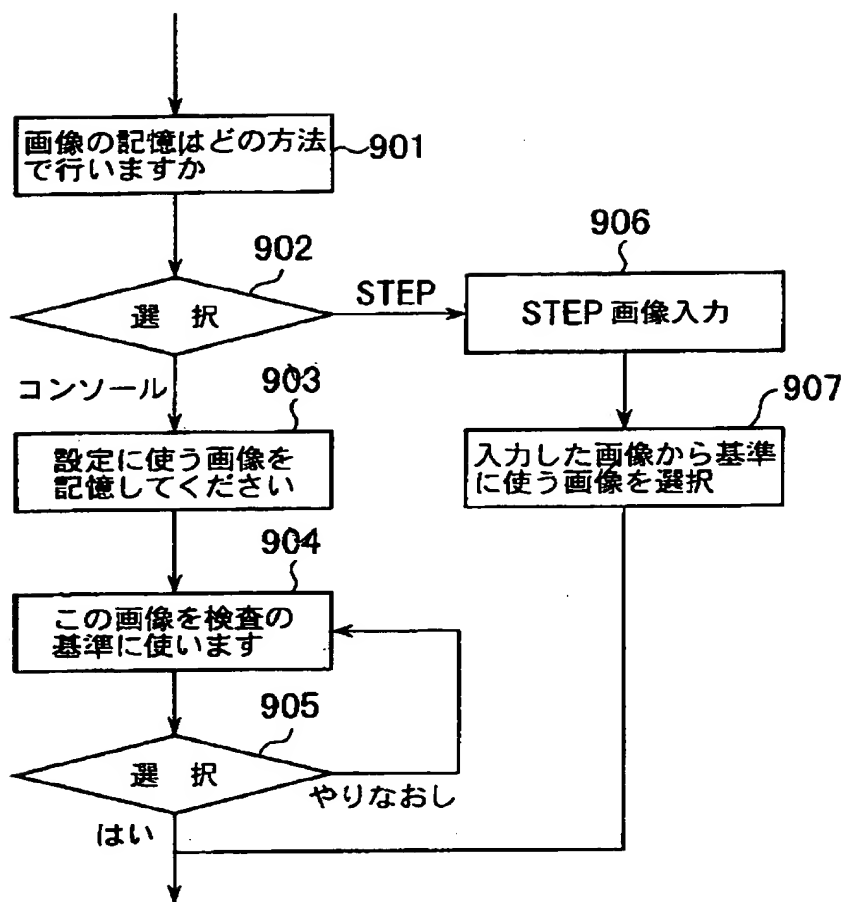 画像の記憶はどの方法
で行いますか
901
902
選 択
STEP
906
STEP 画像入力
コンソール
903
設定に使う画像を
記憶してください
907
入力した画像から基準
に使う画像を選択
904
この画像を検査の
基準に使います
905
選 択
やりなおし
はい